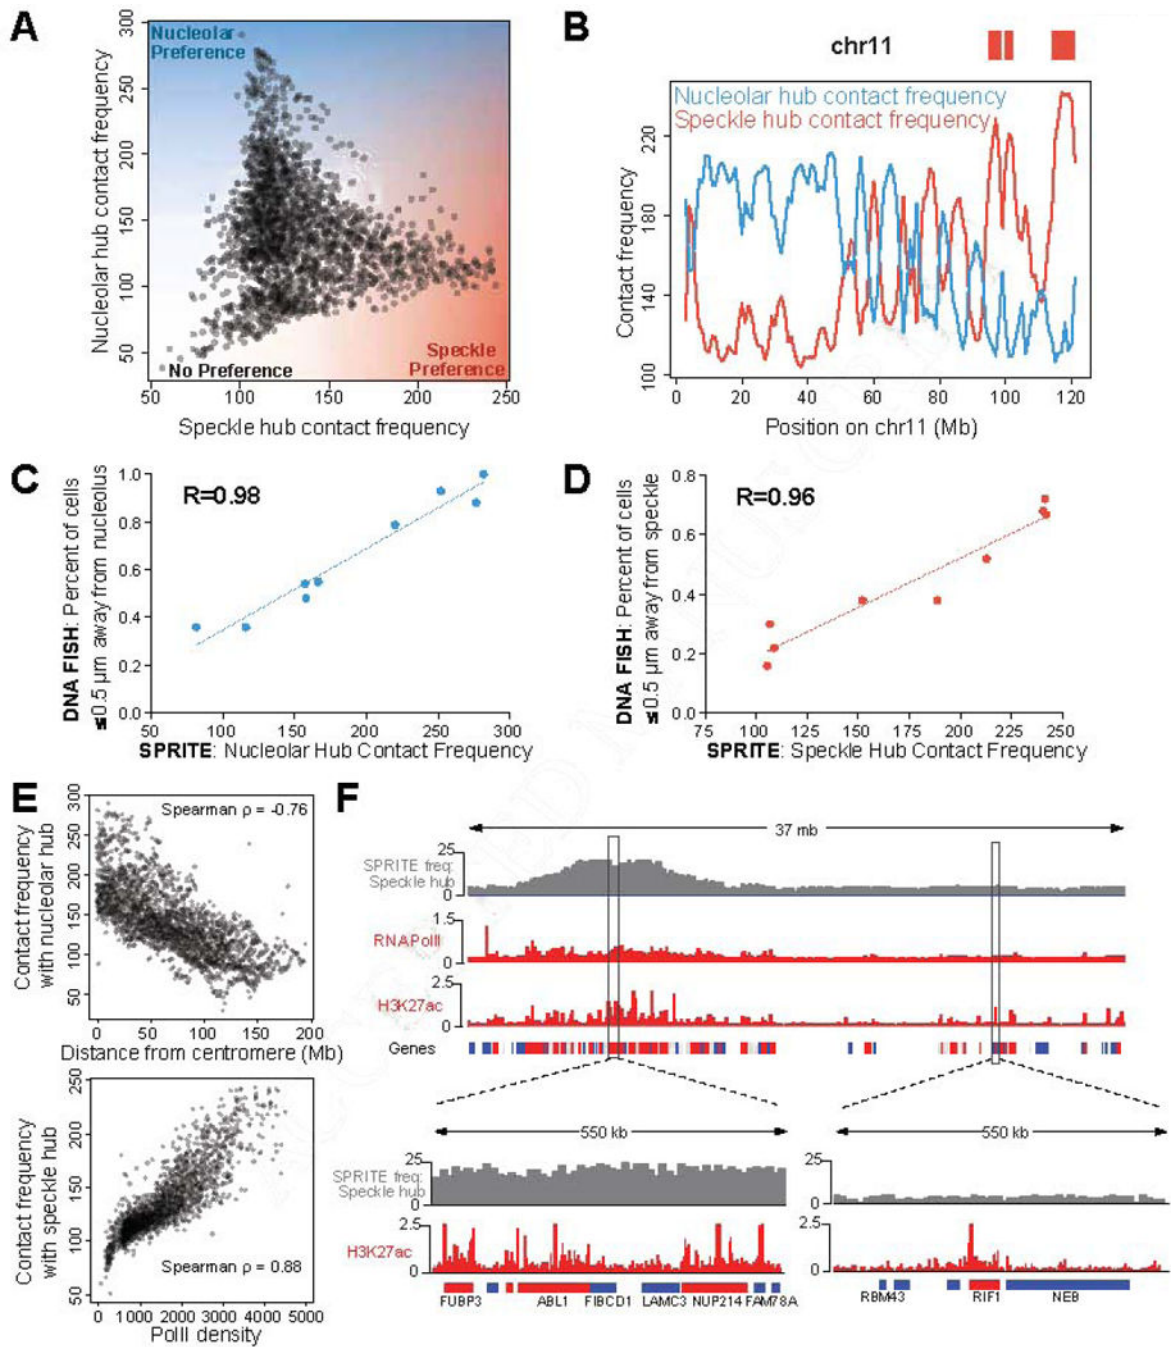 A
Nucleolar
Preference
No Preference
Speckle
Preference
Nucleolar hub contact frequency
50
100
150
200
250
300
50
100
150
200
250
Speckle hub contact frequency
B
chr11
Nucleolar hub contact frequency
Speckle hub contact frequency
Contact frequency
100
140
180
220
0
20
40
60
80
100
120
Position on chr11 (Mb)
C
R=0.98
DNA FISH: Percent of cells
≤0.5 µm away from nucleolus
0.0
0.2
0.4
0.6
0.8
1.0
50
100
150
200
250
300
SPRITE: Nucleolar Hub Contact Frequency
D
R=0.96
DNA FISH: Percent of cells
≤0.5 µm away from speckle
0.0
0.2
0.4
0.6
0.8
75
100
125
150
175
200
225
250
SPRITE: Speckle Hub Contact Frequency
E
Spearman ρ = -0.76
Contact frequency
with nucleolar hub
50
100
150
200
250
300
0
50
100
150
200
Distance from centromere (Mb)
Contact frequency
with speckle hub
50
100
150
200
250
Spearman ρ = 0.88
0
1000
2000
3000
4000
5000
PolII density
F
37 mb
SPRITE freq:
Speckle hub
25
0
RNAPolII
1.5
0
H3K27ac
2.5
0
Genes
550 kb
SPRITE freq:
Speckle hub
25
0
H3K27ac
2.5
0
FUBP3 ABL1 FIBCD1 LAMC3 NUP214 FAM78A
550 kb
25
0
2.5
0
RBM43 RIF1 NEB